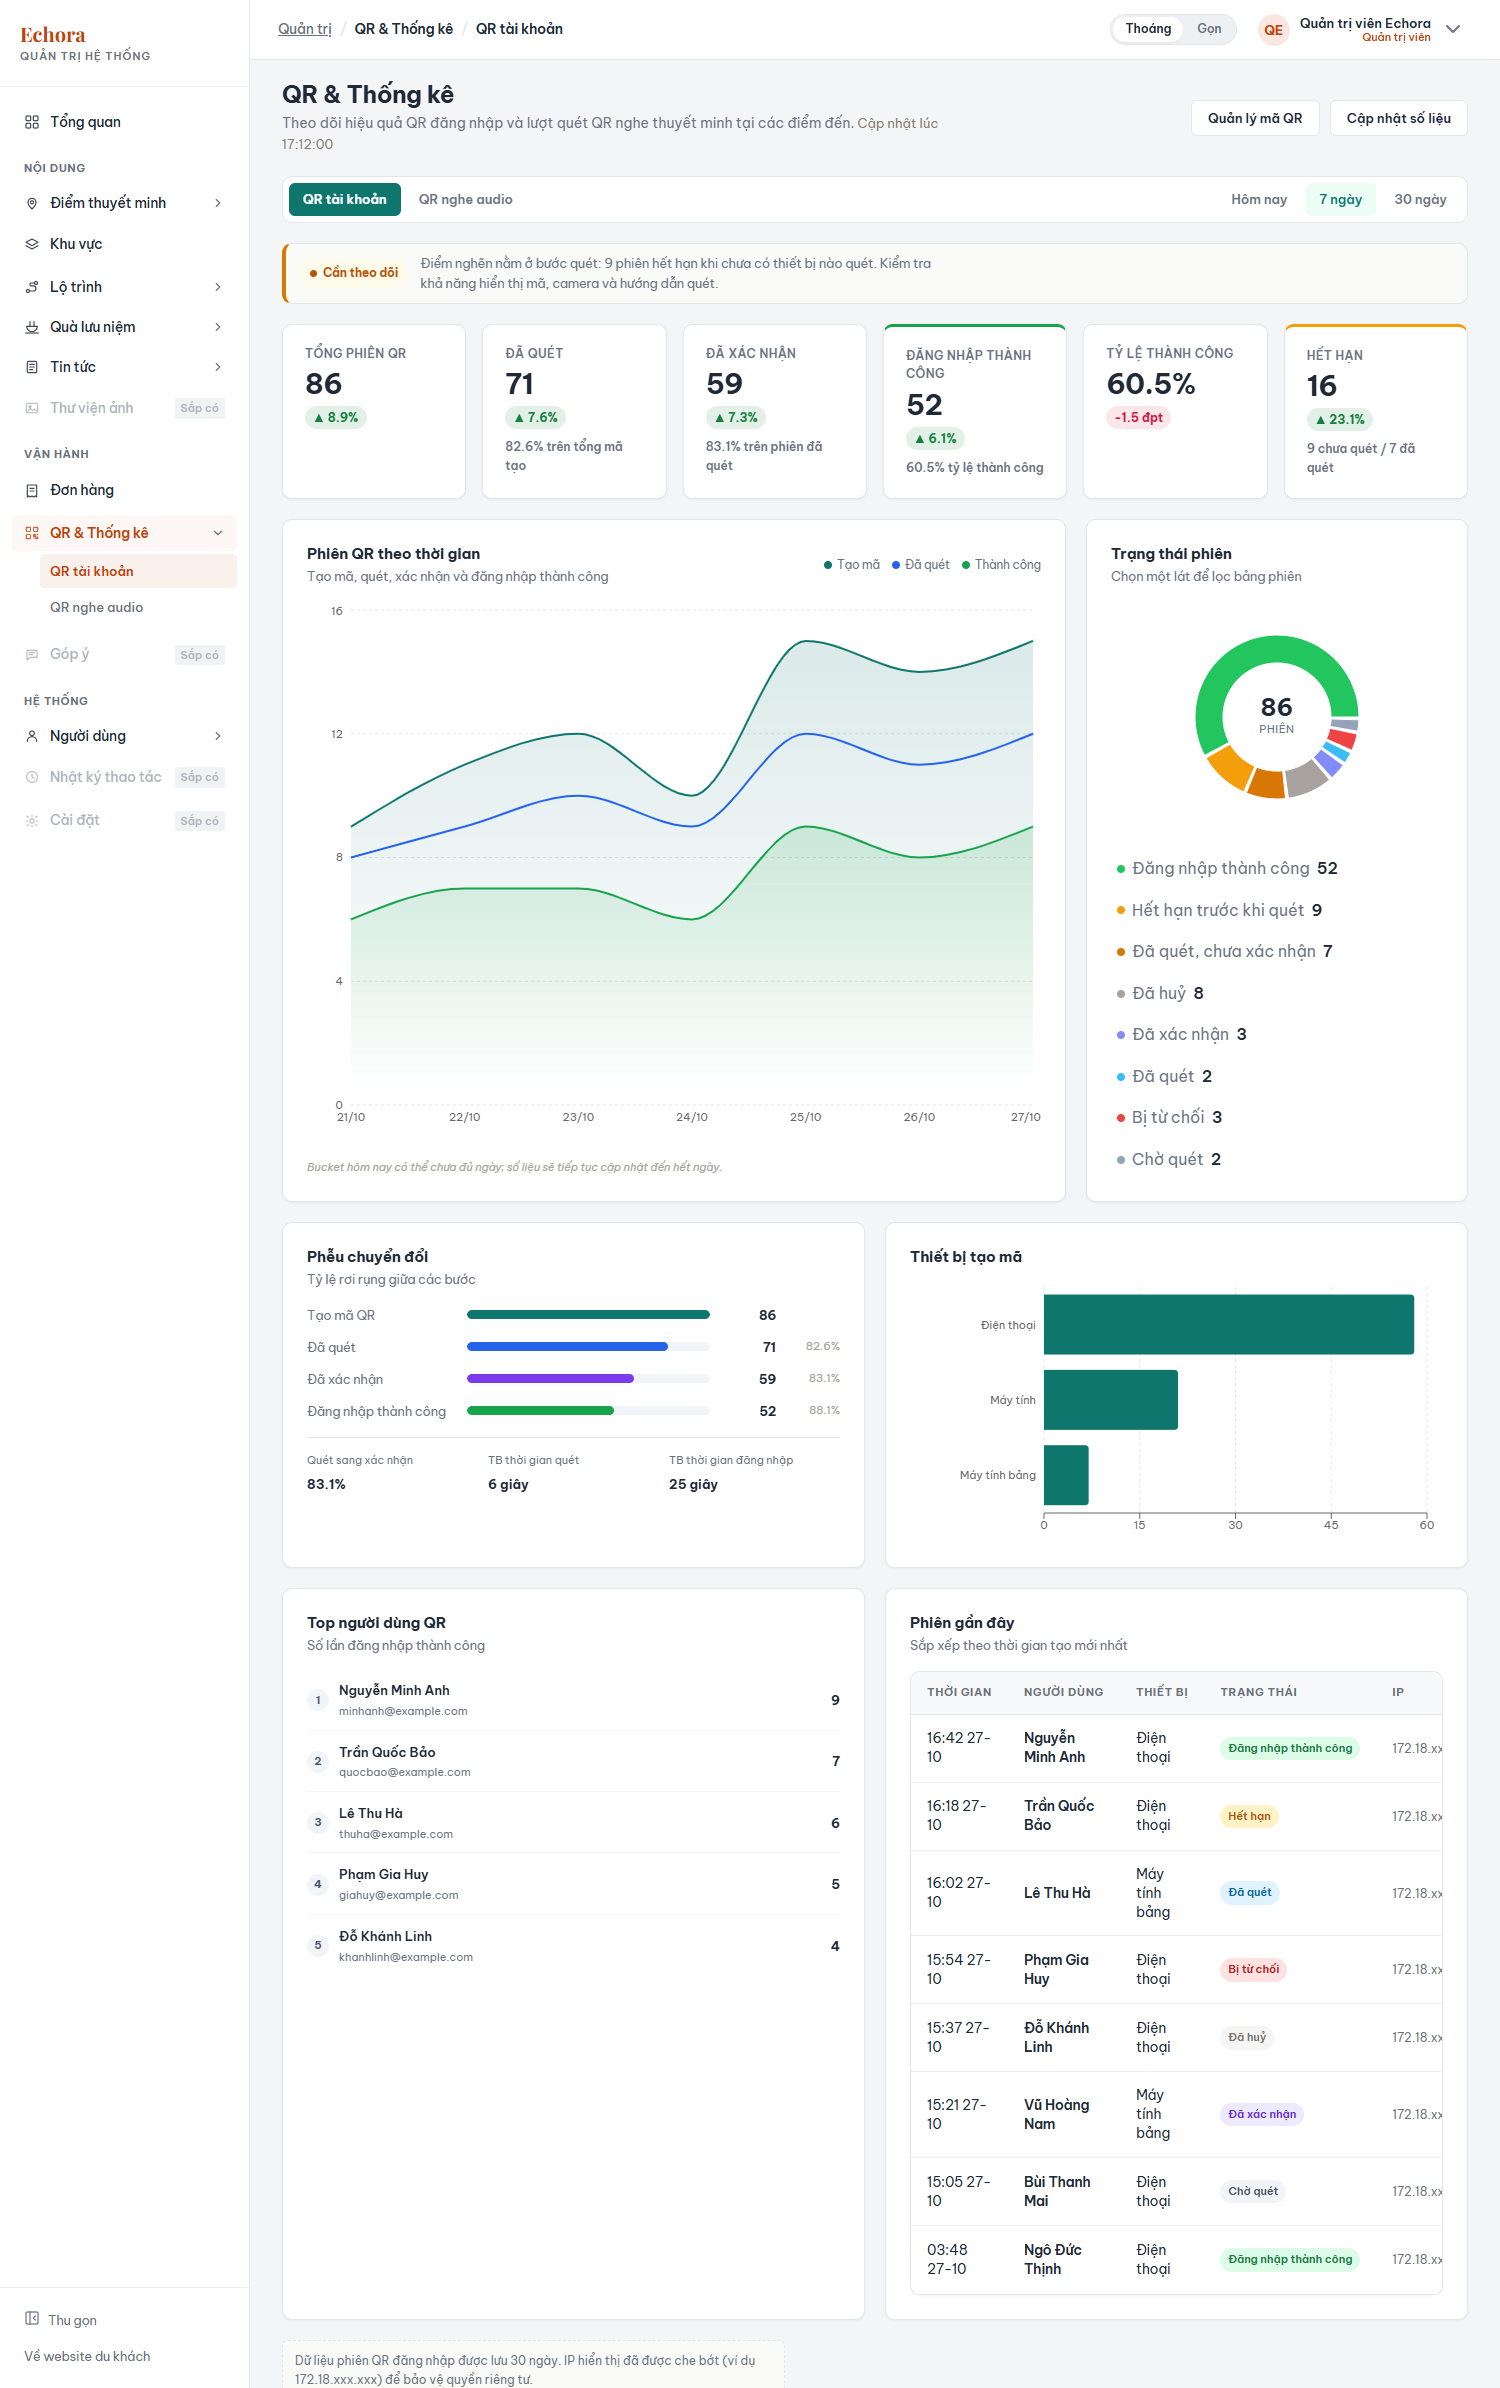 Echora
QUẢN TRỊ HỆ THỐNG
Tổng quan
NỘI DUNG
Điểm thuyết minh
Khu vực
Lộ trình
Quà lưu niệm
Tin tức
Thư viện ảnh Sắp có
VẬN HÀNH
Đơn hàng
QR & Thống kê
QR tài khoản
QR nghe audio
Góp ý Sắp có
HỆ THỐNG
Người dùng
Nhật ký thao tác Sắp có
Cài đặt Sắp có
Thu gọn
Về website du khách
Quản trị / QR & Thống kê / QR tài khoản
Thoáng Gọn
QE Quản trị viên Echora
Quản trị viên
QR & Thống kê
Theo dõi hiệu quả QR đăng nhập và lượt quét QR nghe thuyết minh tại các điểm đến. Cập nhật lúc
17:12:00
Quản lý mã QR Cập nhật số liệu
QR tài khoản QR nghe audio Hôm nay 7 ngày 30 ngày
Cần theo dõi
Điểm nghẽn nằm ở bước quét: 9 phiên hết hạn khi chưa có thiết bị nào quét. Kiểm tra
khả năng hiển thị mã, camera và hướng dẫn quét.
TỔNG PHIÊN QR
86
▲ 8.9%
ĐÃ QUÉT
71
▲ 7.6%
82.6% trên tổng mã
tạo
ĐÃ XÁC NHẬN
59
▲ 7.3%
83.1% trên phiên đã
quét
ĐĂNG NHẬP THÀNH
CÔNG
52
▲ 6.1%
60.5% tỷ lệ thành công
TỶ LỆ THÀNH CÔNG
60.5%
-1.5 đpt
HẾT HẠN
16
▲ 23.1%
9 chưa quét / 7 đã
quét
Phiên QR theo thời gian
Tạo mã, quét, xác nhận và đăng nhập thành công
Tạo mã Đã quét Thành công
16
12
8
4
0
21/10 22/10 23/10 24/10 25/10 26/10 27/10
Bucket hôm nay có thể chưa đủ ngày; số liệu sẽ tiếp tục cập nhật đến hết ngày.
Trạng thái phiên
Chọn một lát để lọc bảng phiên
86
PHIÊN
Đăng nhập thành công 52
Hết hạn trước khi quét 9
Đã quét, chưa xác nhận 7
Đã huỷ 8
Đã xác nhận 3
Đã quét 2
Bị từ chối 3
Chờ quét 2
Phễu chuyển đổi
Tỷ lệ rơi rụng giữa các bước
Tạo mã QR 86
Đã quét 71 82.6%
Đã xác nhận 59 83.1%
Đăng nhập thành công 52 88.1%
Quét sang xác nhận TB thời gian quét TB thời gian đăng nhập
83.1% 6 giây 25 giây
Thiết bị tạo mã
Điện thoại
Máy tính
Máy tính bảng
0 15 30 45 60
Top người dùng QR
Số lần đăng nhập thành công
1 Nguyễn Minh Anh 9
minhanh@example.com
2 Trần Quốc Bảo 7
quocbao@example.com
3 Lê Thu Hà 6
thuha@example.com
4 Phạm Gia Huy 5
giahuy@example.com
5 Đỗ Khánh Linh 4
khanhlinh@example.com
Phiên gần đây
Sắp xếp theo thời gian tạo mới nhất
THỜI GIAN NGƯỜI DÙNG THIẾT BỊ TRẠNG THÁI IP
16:42 27-
10 Nguyễn
Minh Anh Điện
thoại Đăng nhập thành công 172.18.xx
16:18 27-
10 Trần Quốc
Bảo Điện
thoại Hết hạn 172.18.xx
16:02 27-
10 Lê Thu Hà Máy
tính
bảng Đã quét 172.18.xx
15:54 27-
10 Phạm Gia
Huy Điện
thoại Bị từ chối 172.18.xx
15:37 27-
10 Đỗ Khánh
Linh Điện
thoại Đã huỷ 172.18.xx
15:21 27-
10 Vũ Hoàng
Nam Máy
tính
bảng Đã xác nhận 172.18.xx
15:05 27-
10 Bùi Thanh
Mai Điện
thoại Chờ quét 172.18.xx
03:48
27-10 Ngô Đức
Thịnh Điện
thoại Đăng nhập thành công 172.18.xx
Dữ liệu phiên QR đăng nhập được lưu 30 ngày. IP hiển thị đã được che bớt (ví dụ
172.18.xxx.xxx) để bảo vệ quyền riêng tư.